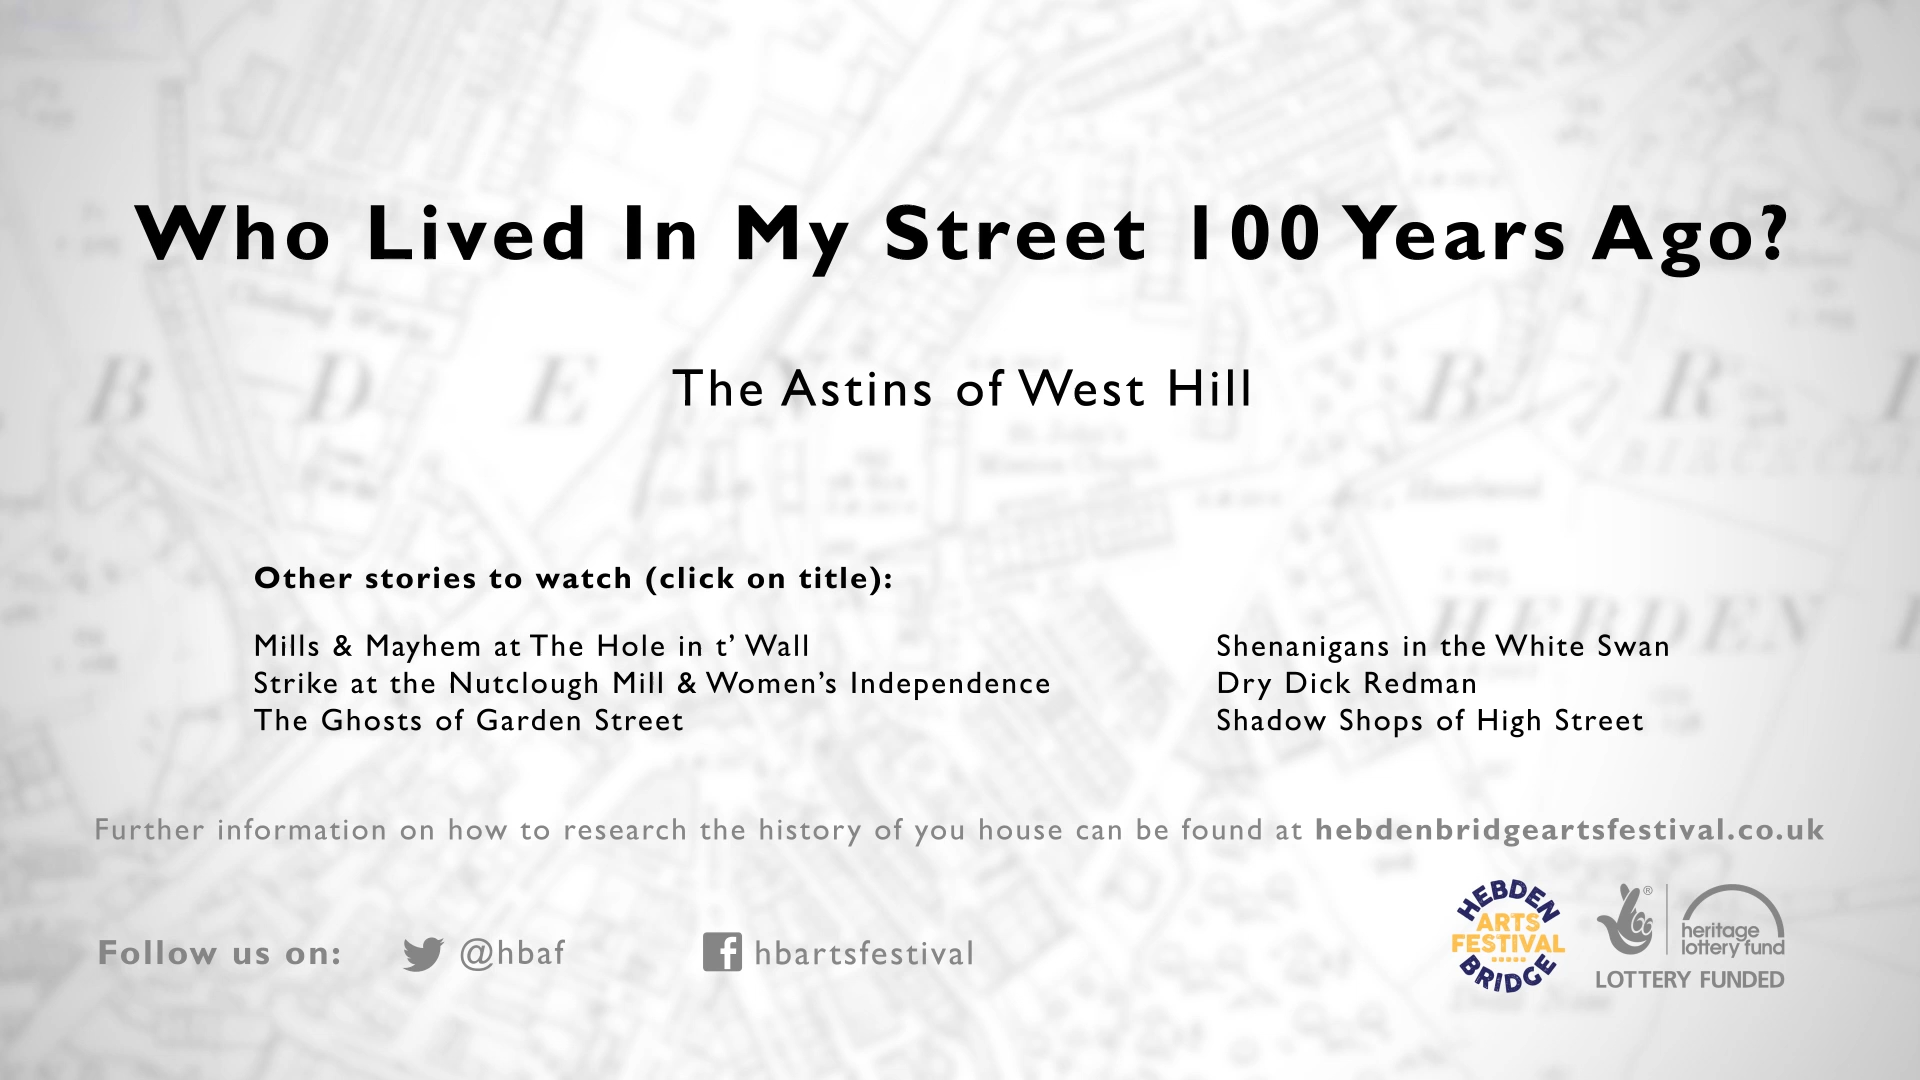 Who Lived In My Street 100 Years Ago?
The Astins of West Hill
Other stories to watch (click on title):
Mills & Mayhem at The Hole in t’ Wall
Strike at the Nutclough Mill & Women’s Independence
The Ghosts of Garden Street
Shenanigans in the White Swan
Dry Dick Redman
Shadow Shops of High Street
Further information on how to research the history of you house can be found at hebdenbridgeartsfestival.co.uk
Follow us on: @hbaf hbartsfestival
HEBDEN
ARTS
FESTIVAL
BRIDGE
®
heritage
lottery fund
LOTTERY FUNDED
B D E B R I
HEBDEN